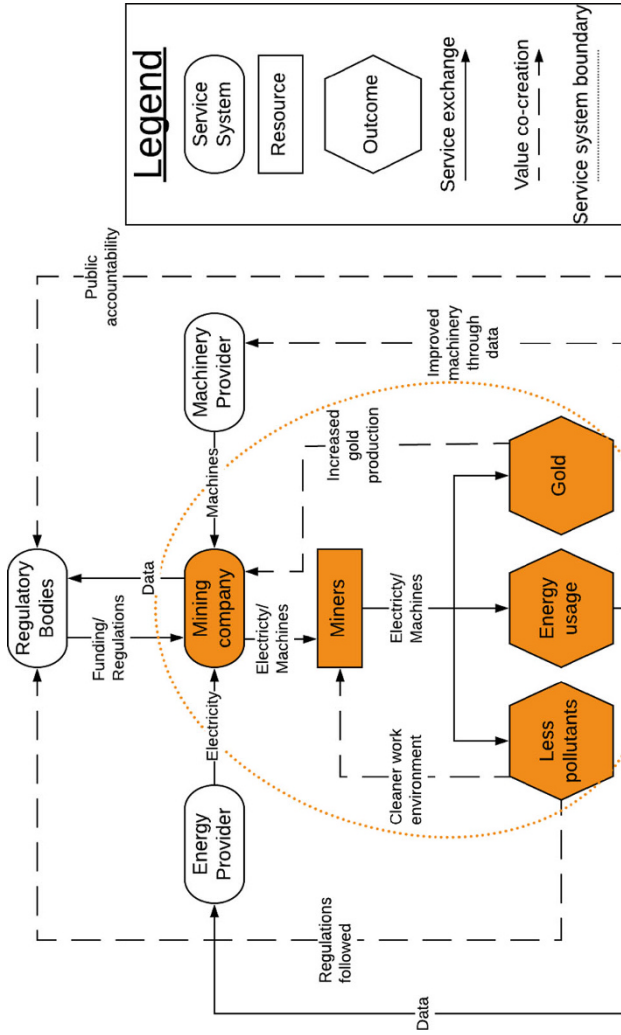 Regulatory
Bodies
Public
accountability
Funding/
Regulations
Data
Energy
Provider
Electricity
Mining
company
Machines
Machinery
Provider
Electricty/
Machines
Increased
gold
production
Improved
machinery
through
data
Miners
Regulations
followed
Cleaner work
environment
Electricty/
Machines
Less
pollutants
Energy
usage
Gold
Data
Legend
Service
System
Resource
Outcome
Service exchange
Value co-creation
Service system boundary